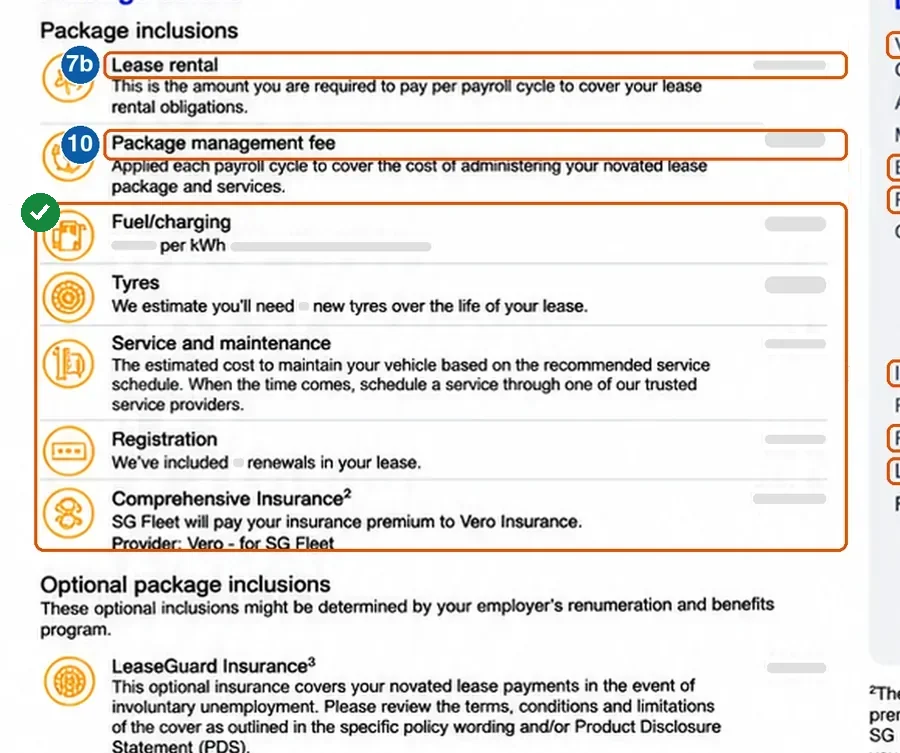 Package inclusions
7b
Lease rental
This is the amount you are required to pay per payroll cycle to cover your lease
rental obligations.
10
Package management fee
Applied each payroll cycle to cover the cost of administering your novated lease
package and services.
Fuel/charging
per kWh
Tyres
We estimate you'll need new tyres over the life of your lease.
Service and maintenance
The estimated cost to maintain your vehicle based on the recommended service
schedule. When the time comes, schedule a service through one of our trusted
service providers.
Registration
We've included renewals in your lease.
Comprehensive Insurance²
SG Fleet will pay your insurance premium to Vero Insurance.
Provider: Vero - for SG Fleet
Optional package inclusions
These optional inclusions might be determined by your employer's renumeration and benefits
program.
LeaseGuard Insurance³
This optional insurance covers your novated lease payments in the event of
involuntary unemployment. Please review the terms, conditions and limitations
of the cover as outlined in the specific policy wording and/or Product Disclosure
Statement (PDS).
²The
SG